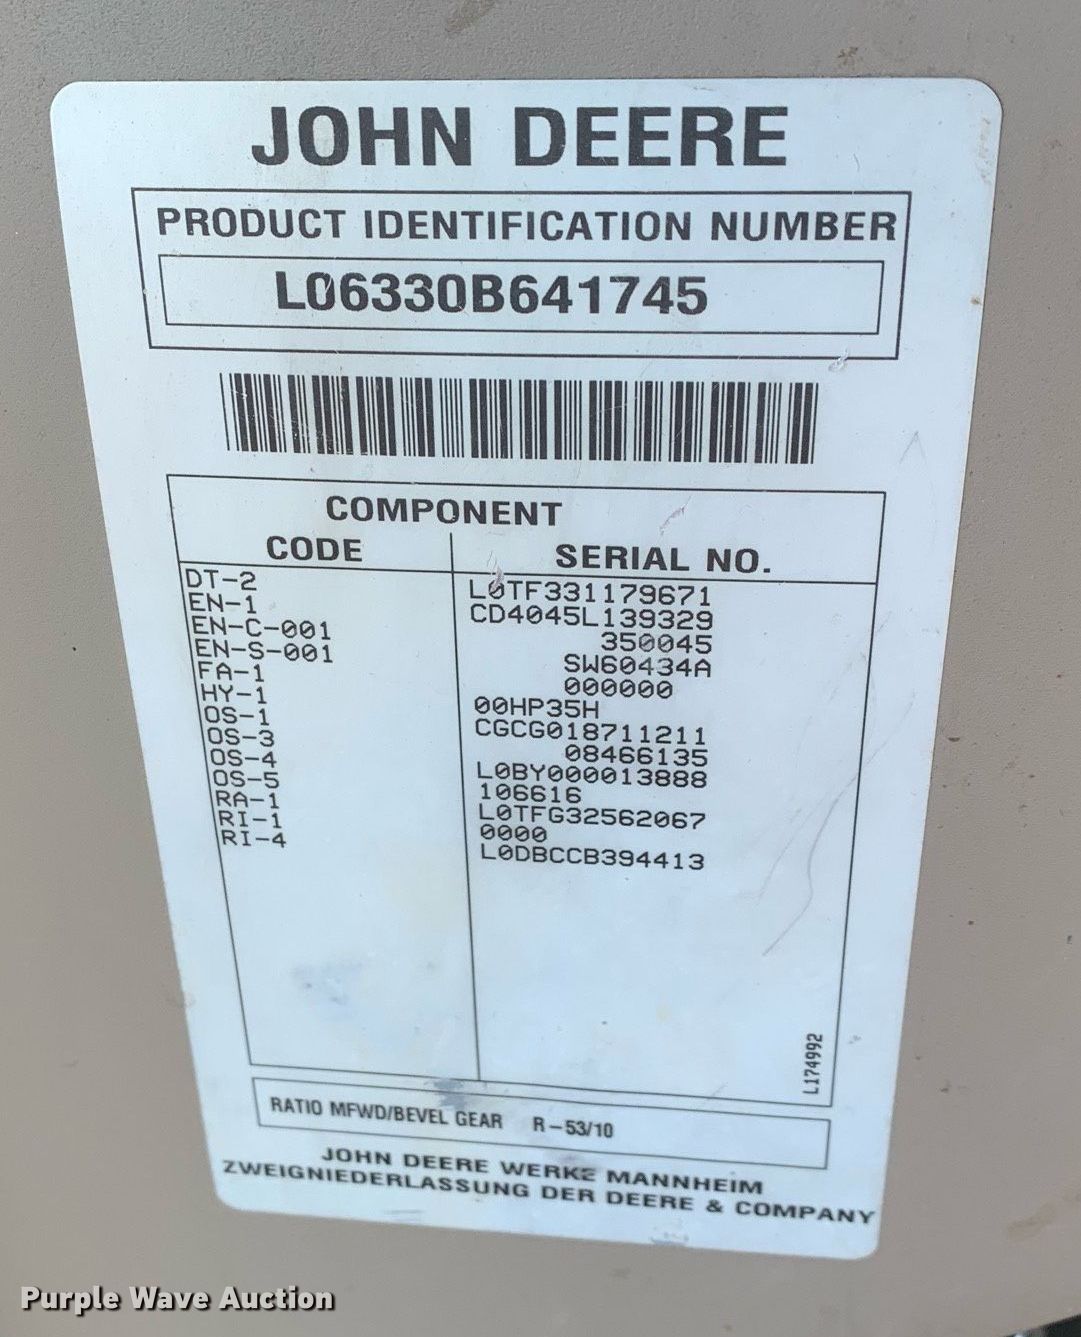 JOHN DEERE
PRODUCT IDENTIFICATION NUMBER
L06330B641745
COMPONENT
CODE SERIAL NO.
DT-2 L0TF331179671
EN-1 CD4045L139329
EN-C-001 350045
EN-S-001 SW60434A
FA-1 000000
HY-1 00HP35H
OS-1 CGCG018711211
OS-3 08466135
OS-4 L0BY000013888
OS-5 106616
RA-1 L0TFG32562067
RI-1 0000
RI-4 L0DBCCB394413
L174992
RATIO MFWD/BEVEL GEAR R-53/10
JOHN DEERE WERKE MANNHEIM
ZWEIGNIEDERLASSUNG DER DEERE & COMPANY
Purple Wave Auction